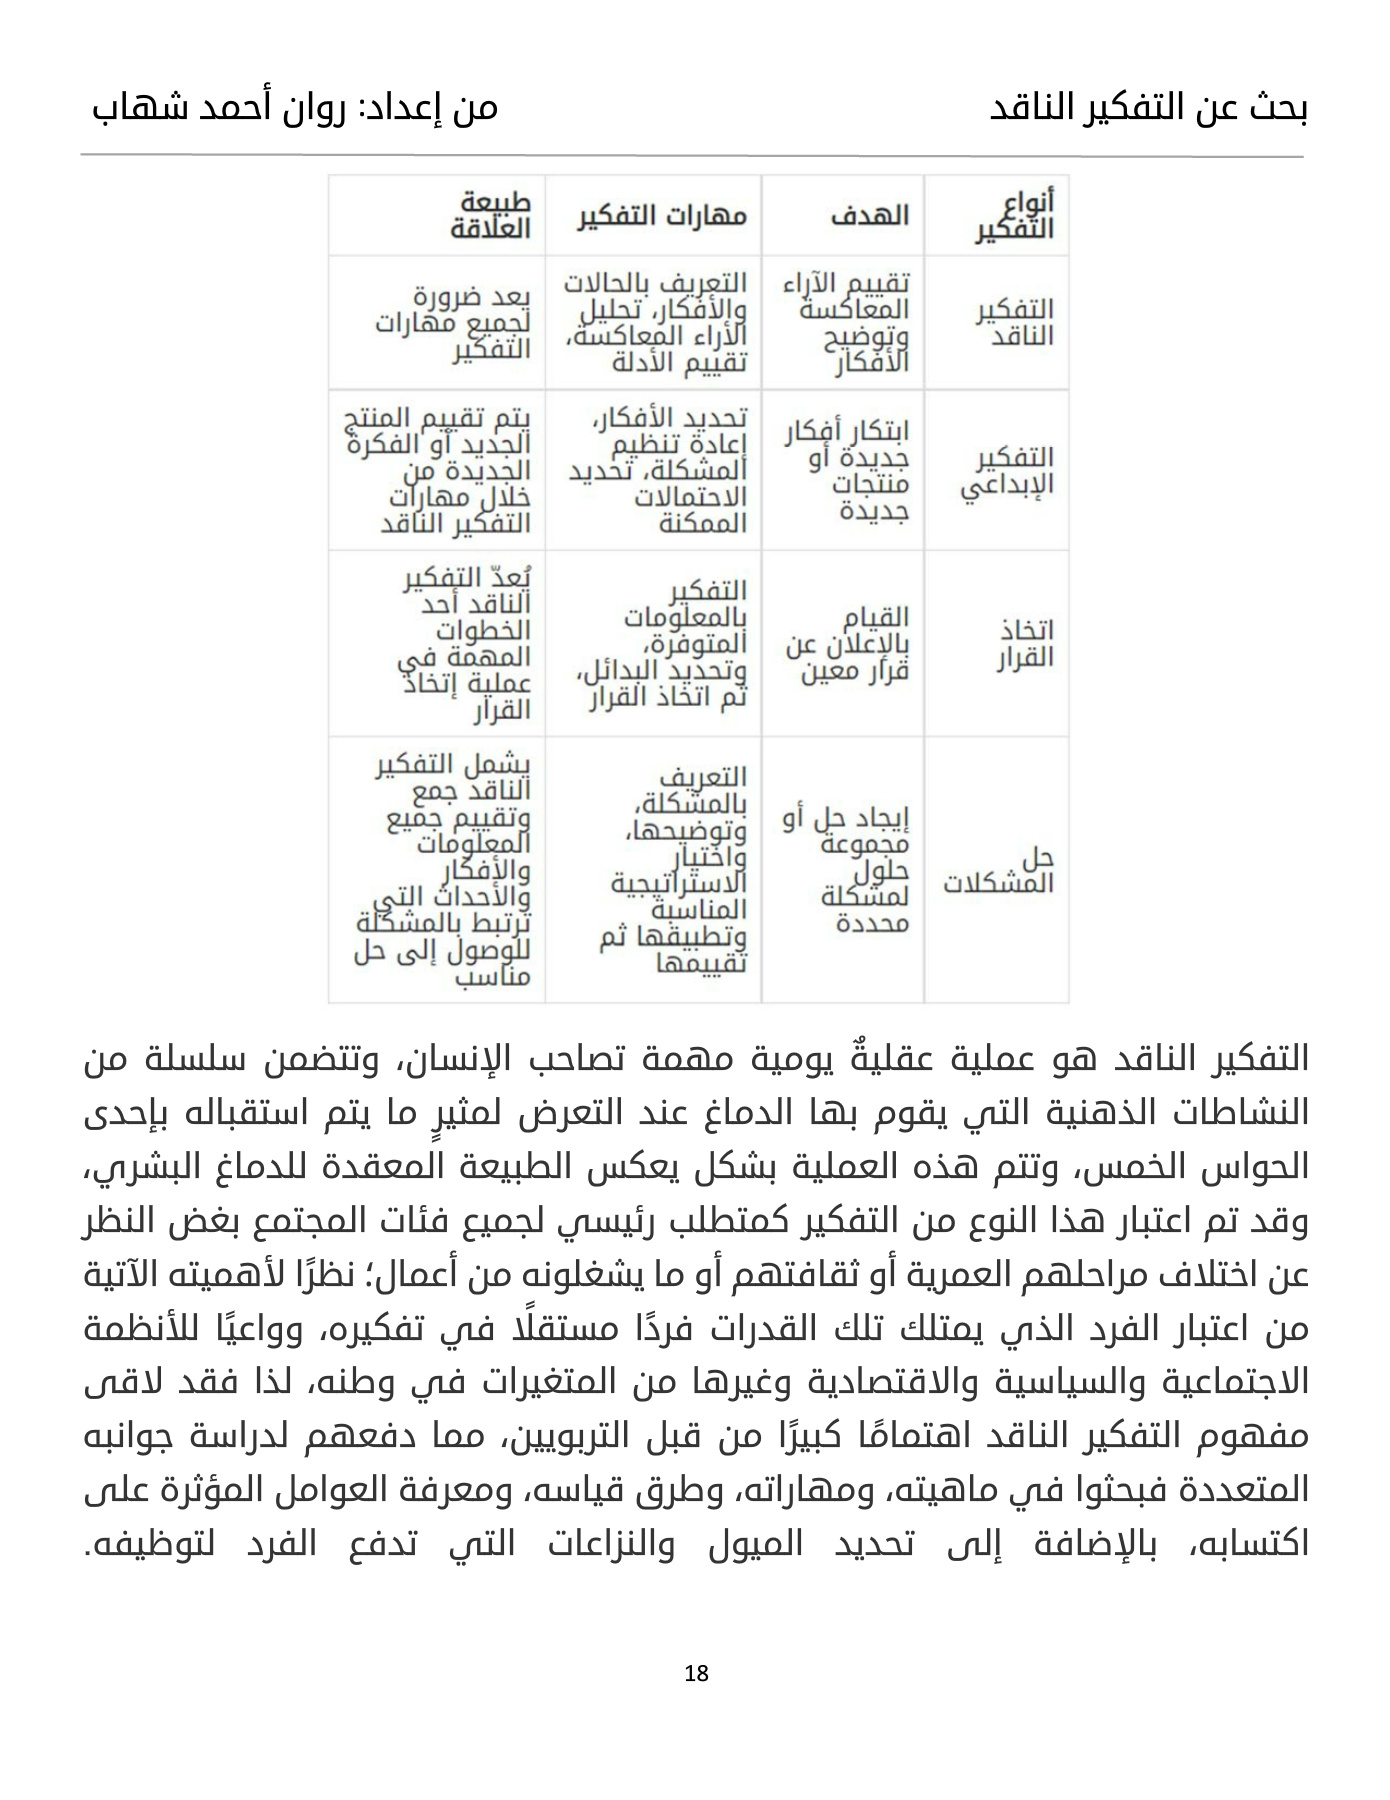 بحث عن التفكير الناقد
من إعداد: روان أحمد شهاب
أنواع
التفكير
الهدف
مهارات التفكير
طبيعة
العلاقة
التفكير
الناقد
تقييم الآراء
المعاكسة
وتوضيح
الأفكار
التعريف بالحالات
والأفكار، تحليل
الأراء المعاكسة،
تقييم الأدلة
يعد ضرورة
لجميع مهارات
التفكير
التفكير
الإبداعي
ابتكار أفكار
جديدة أو
منتجات
جديدة
تحديد الأفكار،
إعادة تنظيم
المشكلة، تحديد
الاحتمالات
الممكنة
يتم تقييم المنتج
الجديد أو الفكرة
الجديدة من
خلال مهارات
التفكير الناقد
اتخاذ
القرار
القيام
بالإعلان عن
قرار معين
التفكير
بالمعلومات
المتوفرة،
وتحديد البدائل،
ثم اتخاذ القرار
يُعدّ التفكير
الناقد أحد
الخطوات
المهمة في
عملية إتخاذ
القرار
حل
المشكلات
إيجاد حل أو
مجموعة
حلول
لمشكلة
محددة
التعريف
بالمشكلة،
وتوضيحها،
واختيار
الاستراتيجية
المناسبة
وتطبيقها ثم
تقييمها
يشمل التفكير
الناقد جمع
وتقييم جميع
المعلومات
والأفكار
والأحداث التي
ترتبط بالمشكلة
للوصول إلى حل
مناسب
التفكير الناقد هو عملية عقليةٌ يومية مهمة تصاحب الإنسان، وتتضمن سلسلة من
النشاطات الذهنية التي يقوم بها الدماغ عند التعرض لمثيرٍ ما يتم استقباله بإحدى
الحواس الخمس، وتتم هذه العملية بشكل يعكس الطبيعة المعقدة للدماغ البشري،
وقد تم اعتبار هذا النوع من التفكير كمتطلب رئيسي لجميع فئات المجتمع بغض النظر
عن اختلاف مراحلهم العمرية أو ثقافتهم أو ما يشغلونه من أعمال؛ نظرًا لأهميته الآتية
من اعتبار الفرد الذي يمتلك تلك القدرات فردًا مستقلًا في تفكيره، وواعيًا للأنظمة
الاجتماعية والسياسية والاقتصادية وغيرها من المتغيرات في وطنه، لذا فقد لاقى
مفهوم التفكير الناقد اهتمامًا كبيرًا من قبل التربويين، مما دفعهم لدراسة جوانبه
المتعددة فبحثوا في ماهيته، ومهاراته، وطرق قياسه، ومعرفة العوامل المؤثرة على
اكتسابه، بالإضافة إلى تحديد الميول والنزاعات التي تدفع الفرد لتوظيفه.
18